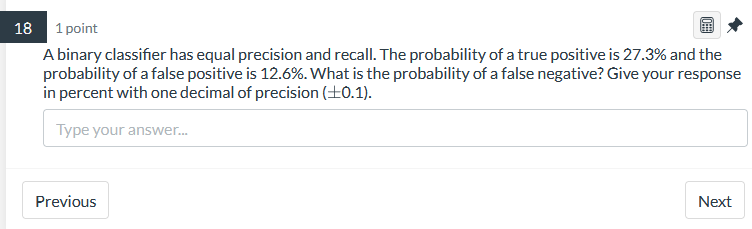 18 1 point
A binary classifier has equal precision and recall. The probability of a true positive is 27.3% and the
probability of a false positive is 12.6%. What is the probability of a false negative? Give your response
in percent with one decimal of precision (±0.1).
Type your answer...
Previous Next